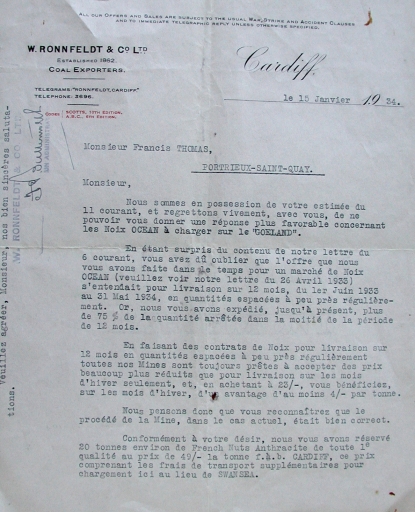 ALL OUR OFFERS AND SALES ARE SUBJECT TO THE USUAL WAR, STRIKE AND ACCIDENT CLAUSES
AND TO IMMEDIATE TELEGRAPHIC REPLY UNLESS OTHERWISE SPECIFIED.
W. RONNFELDT & Co LTD
ESTABLISHED 1862
COAL EXPORTERS.
TELEGRAMS: "RONNFELDT, CARDIFF"
TELEPHONE: 3696.
CODES: SCOTTS, 10TH EDITION.
A.B.C., 5TH EDITION.
Cardiff.
le 15 Janvier 1934.
Monsieur Francis THOMAS,
PORTRIEUX-SAINT-QUAY.
Monsieur,
Nous sommes en possession de votre estimée du
11 courant, et regrettons vivement, avec vous, de ne
pouvoir vous donner une réponse plus favorable concernant
les Noix OCEAN à charger sur le "GOELAND".
En étant surpris du contenu de notre lettre du
6 courant, vous avez dû oublier que l'offre que nous
vous avons faite dans le temps pour un marché de Noix
OCEAN (veuillez voir notre lettre du 26 Avril 1933)
s'entendait pour livraison sur 12 mois, du 1er Juin 1933
au 31 Mai 1934, en quantités espacées à peu près régulière-
ment. Or, nous vous avons expédié, jusqu'à présent, plus
de 75 % de la quantité arrêtés dans la moitié de la période
de 12 mois.
En faisant des contrats de Noix pour livraison sur
12 mois en quantités espacées à peu près régulièrement
toutes nos Mines sont toujours prêtes à accepter des prix
beaucoup plus réduits que pour livraison sur les mois
d'hiver seulement, et, en achetant à 23/-, vous bénéficiez,
sur les mois d'hiver, d'un avantage d'au moins 4/- par tonne.
Nous pensons donc que vous reconnaîtrez que le
procédé de la Mine, dans le cas actuel, était bien correct.
Conformément à votre désir, nous vous avons réservé
20 tonnes environ de French Nuts Anthracite de toute 1e
qualité au prix de 49/- la tonne f.à.b. CARDIFF, ce prix
comprenant les frais de transport supplémentaires pour
chargement ici au lieu de SWANSEA.
Veuillez agréer, Monsieur, nos bien sincères saluta-
tions.
W. RONNFELDT & CO. LTD.